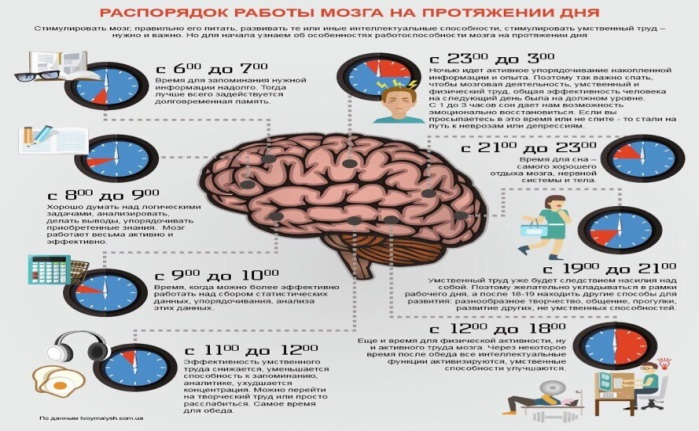 РАСПОРЯДОК РАБОТЫ МОЗГА НА ПРОТЯЖЕНИИ ДНЯ
Стимулировать мозг, правильно его питать, развивать те или иные интеллектуальные способности, стимулировать умственный труд –
нужно и важно. Но для начала узнаем об особенностях работоспособности мозга на протяжении дня
с 6⁰⁰ до 7⁰⁰
Время для запоминания нужной
информации надолго. Тогда
лучше всего задействуется
долговременная память.
с 8⁰⁰ до 9⁰⁰
Хорошо думать над логическими
задачами, анализировать,
делать выводы, упорядочивать
приобретенные знания. Мозг
работает весьма активно и
эффективно.
с 9⁰⁰ до 10⁰⁰
Время, когда можно более эффективно
работать над сбором статистических
данных, упорядочивания, анализа
этих данных.
с 11⁰⁰ до 12⁰⁰
Эффективность умственного
труда снижается, уменьшается
способность к запоминанию,
аналитике, ухудшается
концентрация. Можно перейти
на творческий труд или просто
расслабиться. Самое время
для обеда.
с 23⁰⁰ до 3⁰⁰
Ночью идет активное упорядочивание накопленной
информации и опыта. Поэтому так важно спать,
чтобы мозговая деятельность, умственный и
физический труд, общая эффективность человека
на следующий день была на должном уровне.
С 1 до 3 часов сон дает нам возможность
эмоционально восстановиться. Если вы
просыпаетесь в это время или не спите - то стали на
путь к неврозам или депрессиям.
с 21⁰⁰ до 23⁰⁰
Время для сна –
самого хорошего
отдыха мозга, нервной
системы и тела.
с 19⁰⁰ до 21⁰⁰
Умственный труд уже будет следствием насилия над
собой. Поэтому желательно укладываться в рамки
рабочего дня, а после 18-19 находить другие способы для
развития: разнообразное творчество, общение, прогулки,
развитие других, не умственных способностей.
с 12⁰⁰ до 18⁰⁰
Еще и время для физической активности, ну
и активного труда мозга. Через некоторое
время после обеда все интеллектуальные
функции активизируются, умственные
способности улучшаются.
По данным tvoymalysh.com.ua